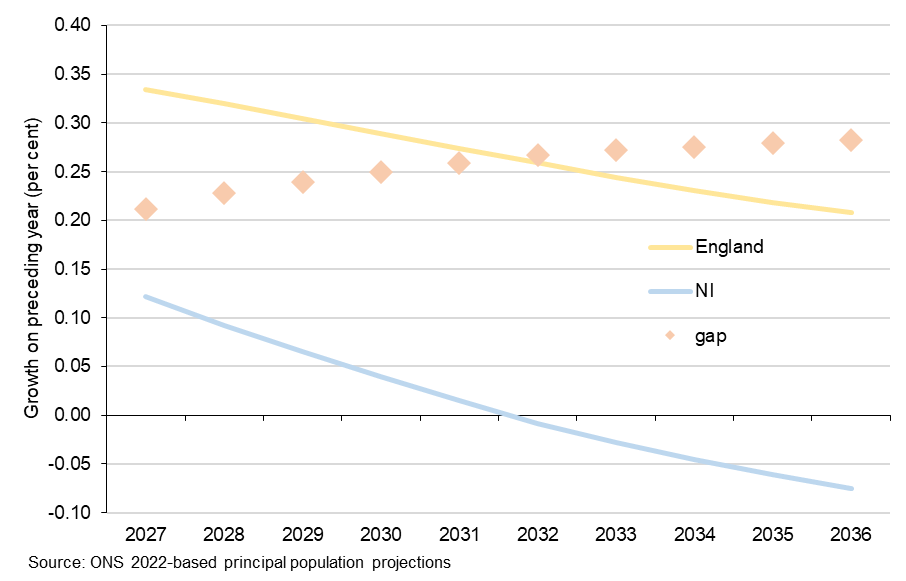 0.40
0.35
0.30
0.25
0.20
0.15
0.10
0.05
0.00
-0.05
-0.10
Growth on preceding year (per cent)
England
NI
gap
2027 2028 2029 2030 2031 2032 2033 2034 2035 2036
Source: ONS 2022-based principal population projections